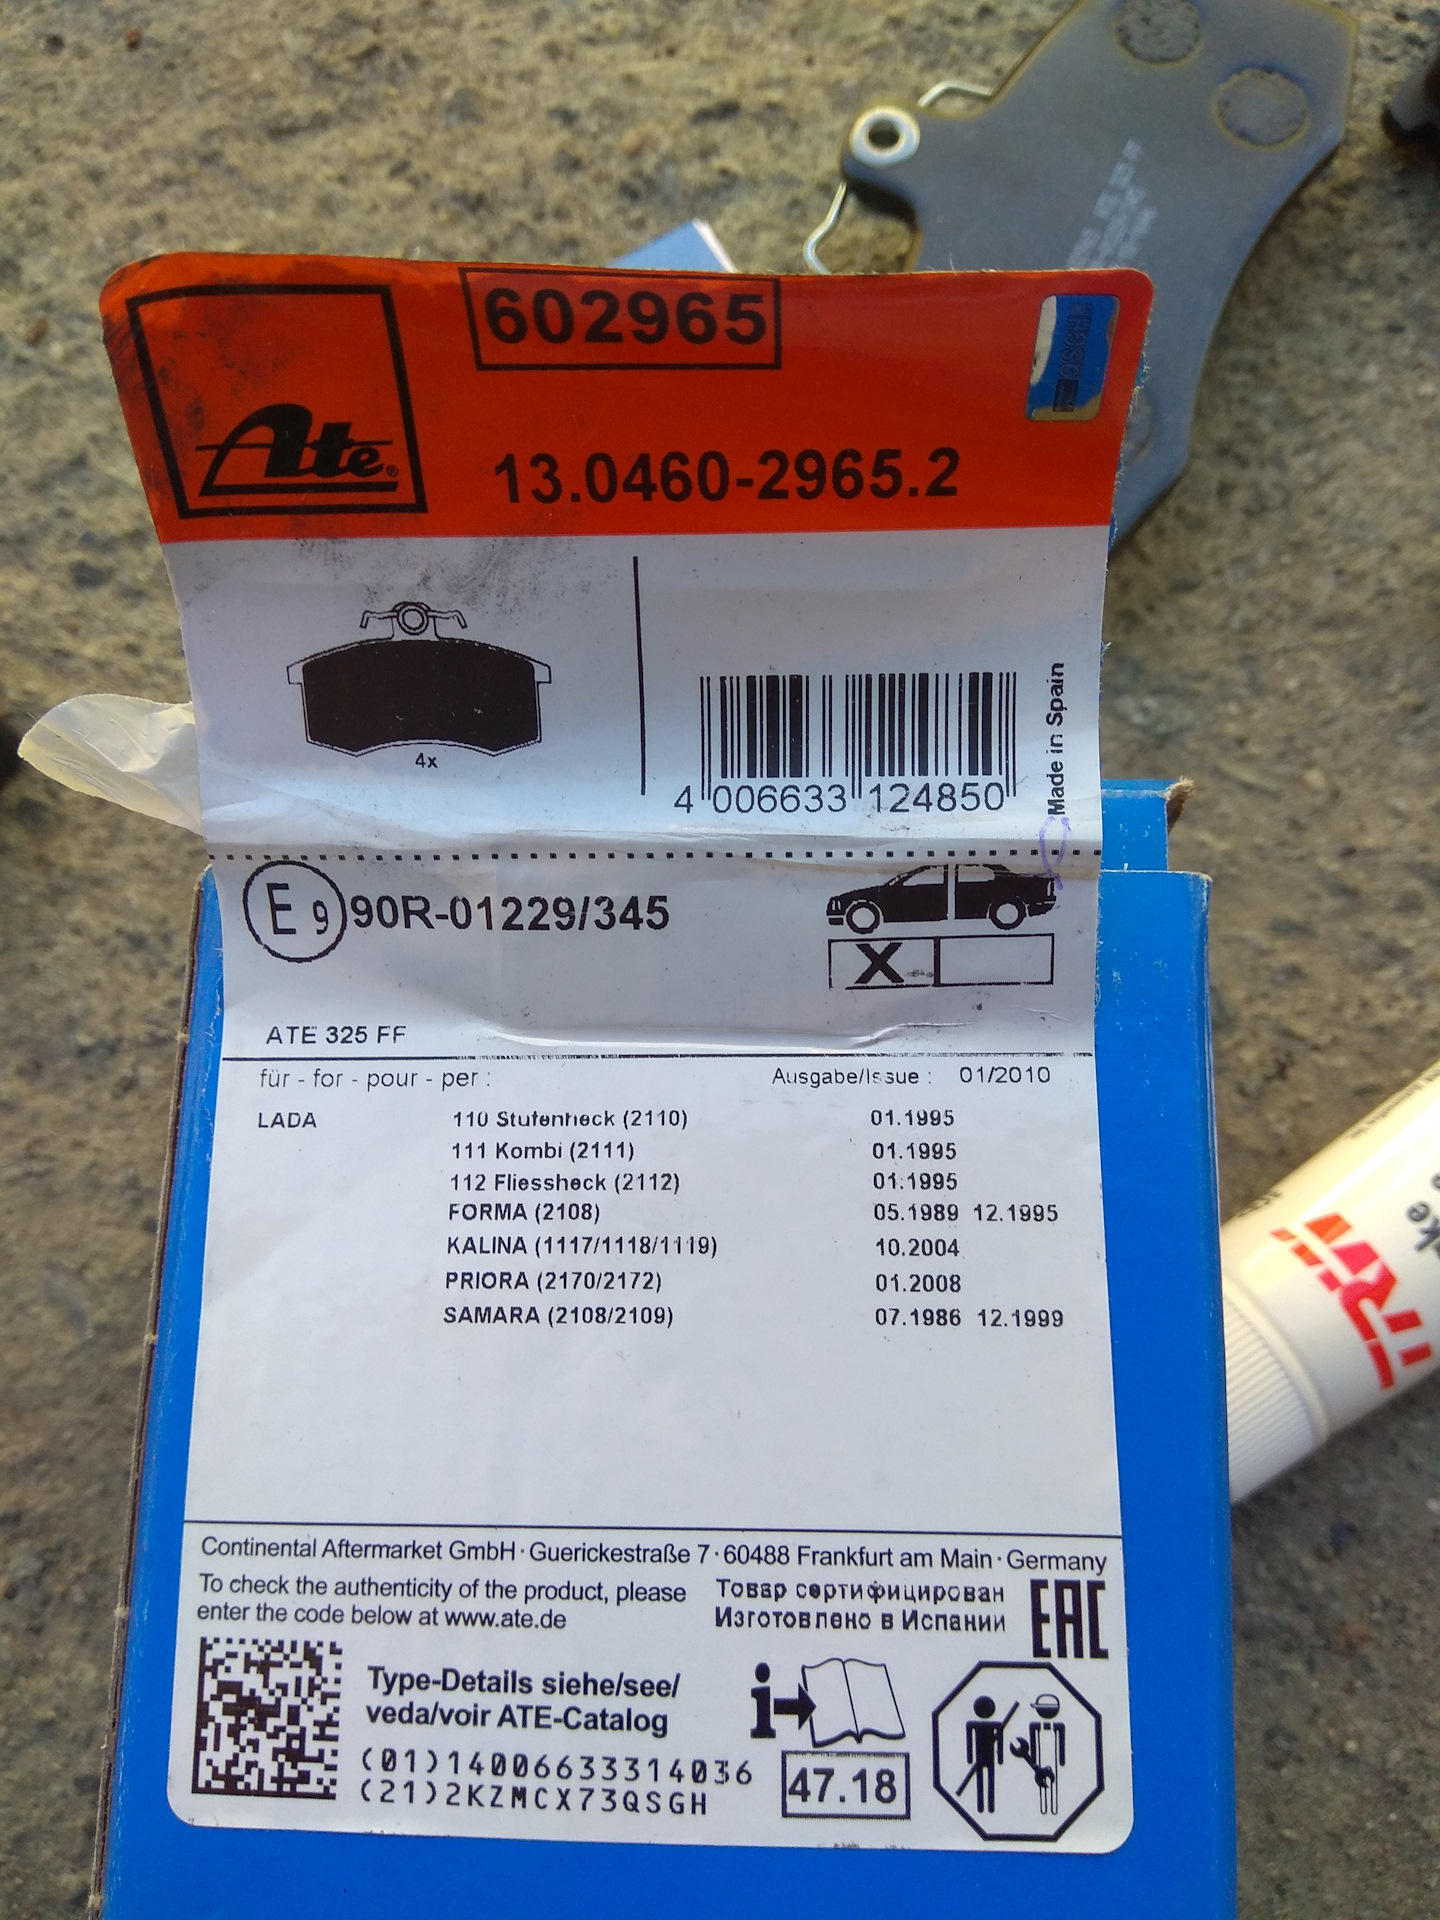 602965
Ate®
QSGH
13.0460-2965.2
4x
4 006633 124850
Made in Spain
E 9 90R-01229/345
X
ATE 325 FF
für - for - pour - per :
Ausgabe/Issue : 01/2010
LADA 110 Stufenheck (2110) 01.1995
111 Kombi (2111) 01.1995
112 Fliessheck (2112) 01.1995
FORMA (2108) 05.1989 12.1995
KALINA (1117/1118/1119) 10.2004
PRIORA (2170/2172) 01.2008
SAMARA (2108/2109) 07.1986 12.1999
Continental Aftermarket GmbH · Guerickestraße 7 · 60488 Frankfurt am Main · Germany
To check the authenticity of the product, please
enter the code below at www.ate.de
Товар сертифицирован
Изготовлено в Испании
EAC
Type-Details siehe/see/
veda/voir ATE-Catalog
(01)14006633314036
(21)2KZMCX73QSGH
i
47.18
TRW